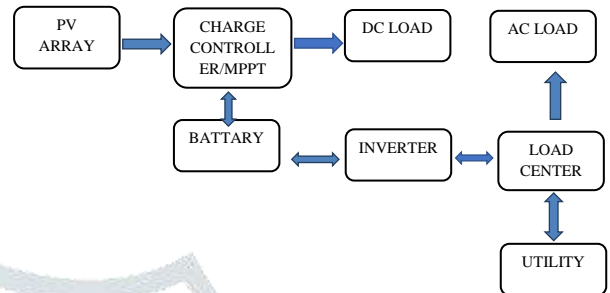 PV
ARRAY
CHARGE
CONTROLL
ER/MPPT
DC LOAD
AC LOAD
BATTARY
INVERTER
LOAD
CENTER
UTILITY